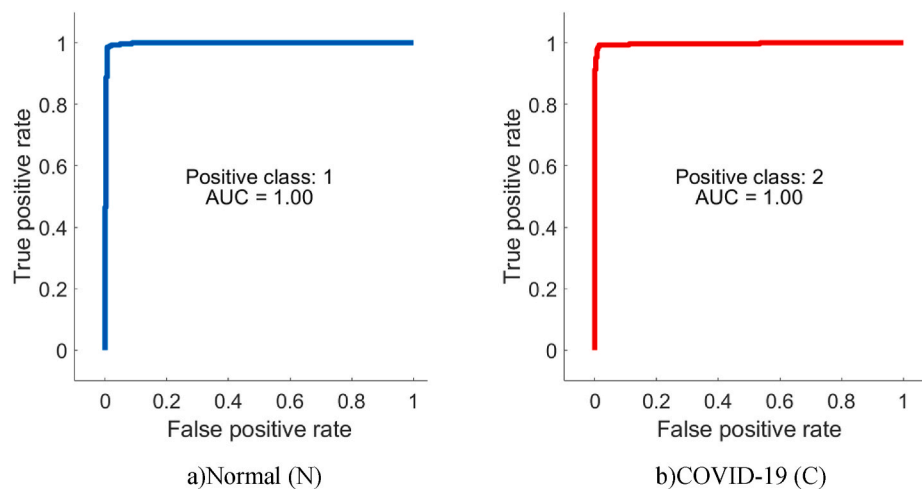 1
0.8
0.6
0.4
0.2
0
True positive rate
Positive class: 1
AUC = 1.00
0 0.2 0.4 0.6 0.8 1
False positive rate
a)Normal (N)
1
0.8
0.6
0.4
0.2
0
True positive rate
Positive class: 2
AUC = 1.00
0 0.2 0.4 0.6 0.8 1
False positive rate
b)COVID-19 (C)